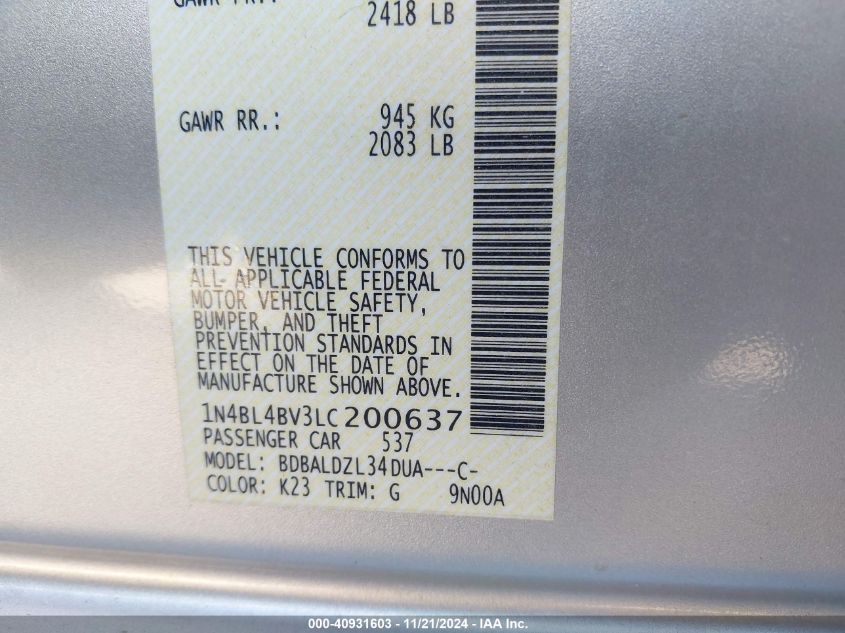 GAWR FR.:
2418 LB
GAWR RR.: 945 KG
2083 LB
THIS VEHICLE CONFORMS TO
ALL APPLICABLE FEDERAL
MOTOR VEHICLE SAFETY,
BUMPER, AND THEFT
PREVENTION STANDARDS IN
EFFECT ON THE DATE OF
MANUFACTURE SHOWN ABOVE.
1N4BL4BV3LC200637
PASSENGER CAR 537
MODEL: BDBALDZL34DUA---C-
COLOR: K23 TRIM: G 9N00A
000-40931603 - 11/21/2024 - IAA Inc.